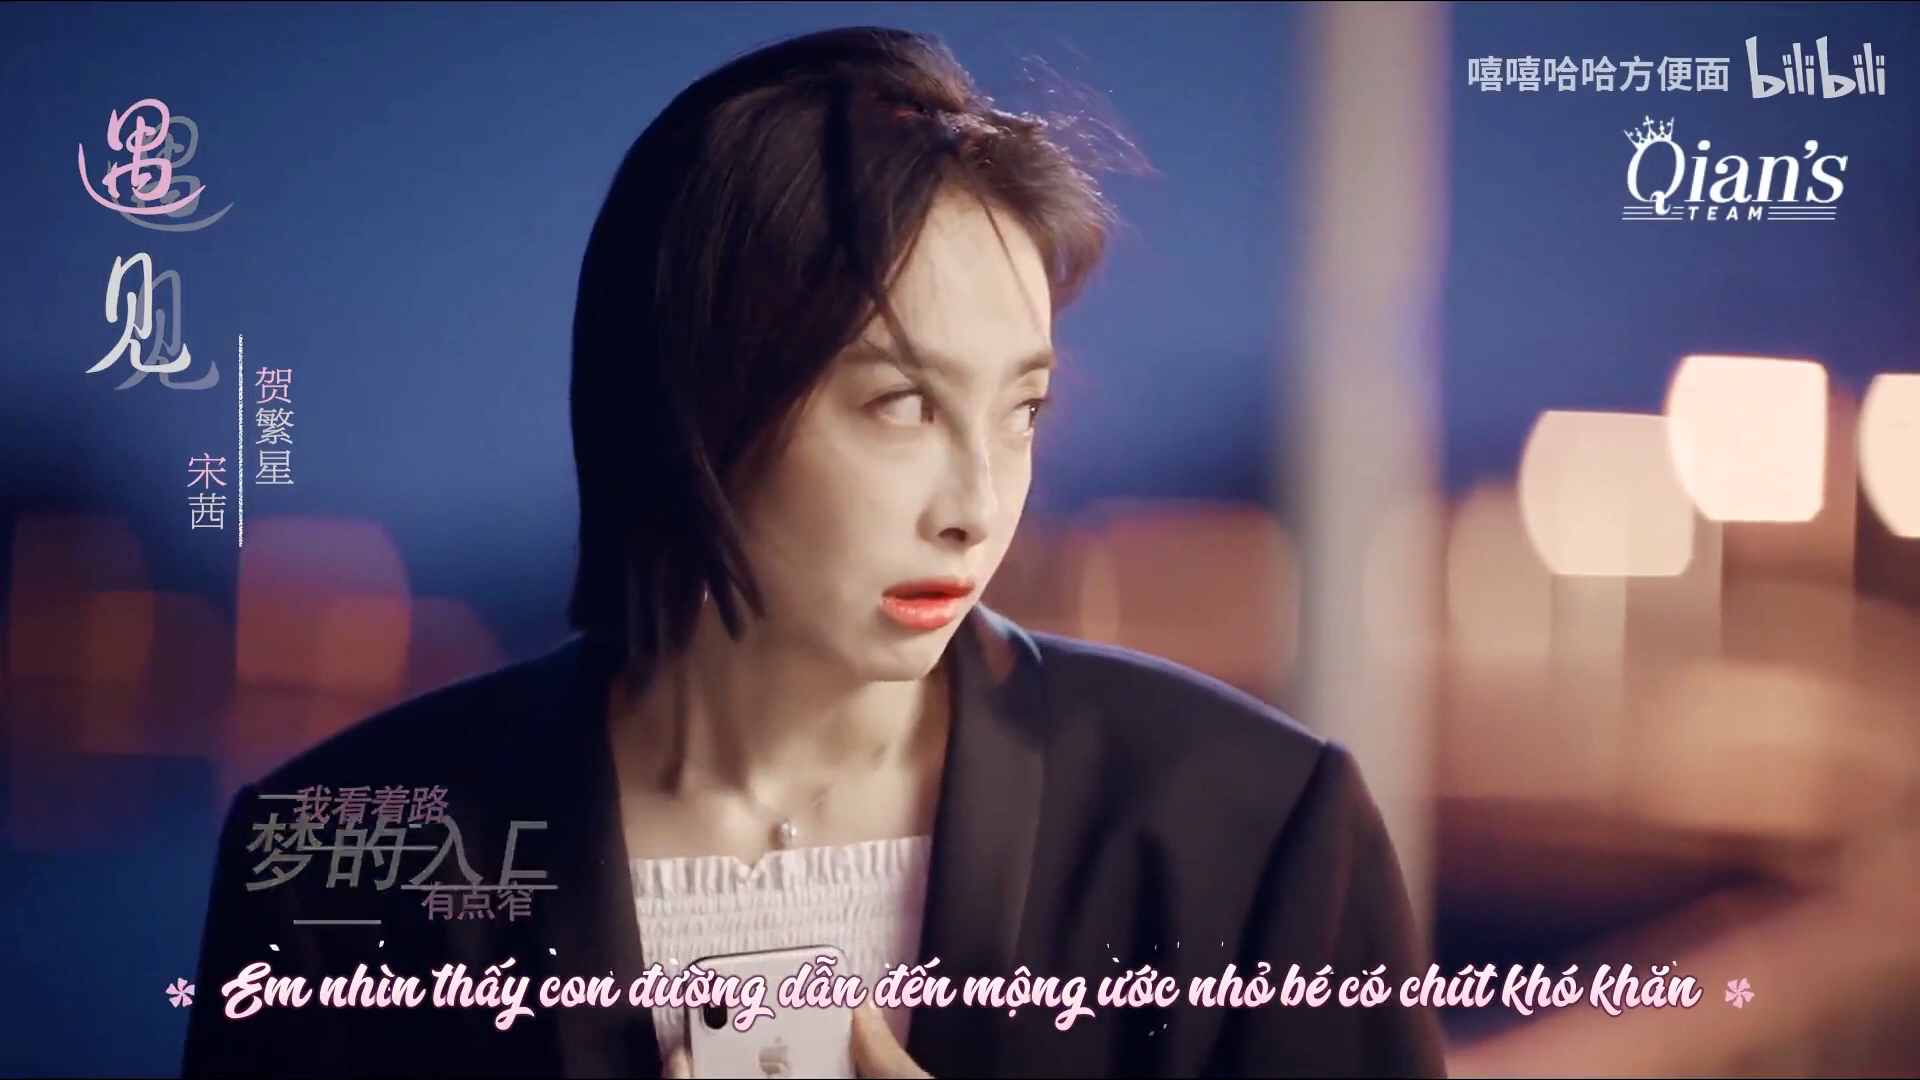 嘻嘻哈哈方便面 bilibili
Qian's
TEAM
遇见
贺繁星
宋茜
我看着路
梦的入口
有点窄
Em nhìn thấy con đường dẫn đến mộng ước nhỏ bé có chút khó khăn